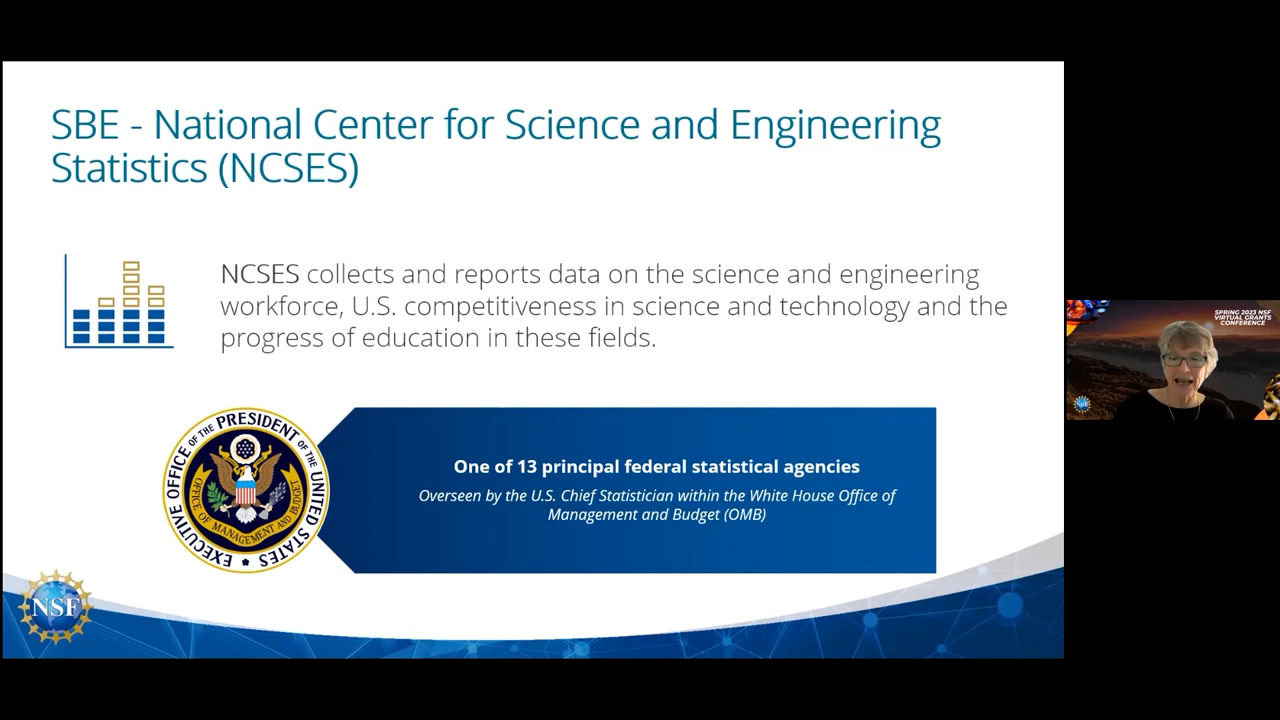 SBE - National Center for Science and Engineering
Statistics (NCSES)
NCSES collects and reports data on the science and engineering
workforce, U.S. competitiveness in science and technology and the
progress of education in these fields.
EXECUTIVE OFFICE OF THE PRESIDENT OF THE UNITED STATES
OFFICE OF MANAGEMENT AND BUDGET
One of 13 principal federal statistical agencies
Overseen by the U.S. Chief Statistician within the White House Office of
Management and Budget (OMB)
NSF
SPRING 2023 NSF
VIRTUAL GRANTS
CONFERENCE
NSF